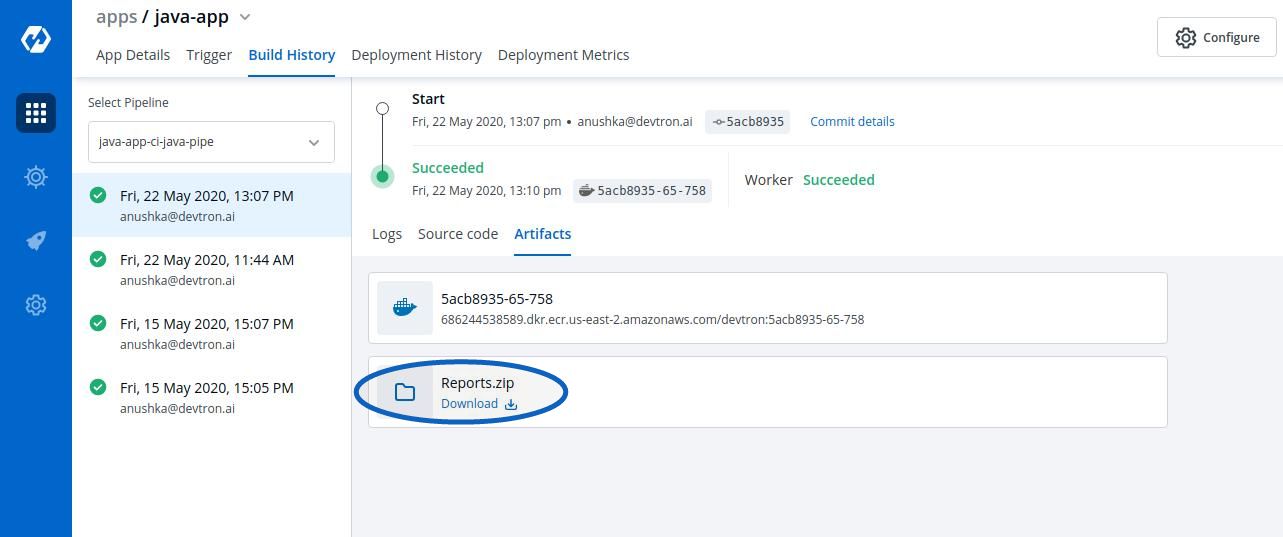 apps / java-app
App Details Trigger Build History Deployment History Deployment Metrics
Configure
Select Pipeline
java-app-ci-java-pipe
Fri, 22 May 2020, 13:07 PM
anushka@devtron.ai
Fri, 22 May 2020, 11:44 AM
anushka@devtron.ai
Fri, 15 May 2020, 15:07 PM
anushka@devtron.ai
Fri, 15 May 2020, 15:05 PM
anushka@devtron.ai
Start
Fri, 22 May 2020, 13:07 pm • anushka@devtron.ai 5acb8935 Commit details
Succeeded
Fri, 22 May 2020, 13:10 pm 5acb8935-65-758
Worker Succeeded
Logs Source code Artifacts
5acb8935-65-758
686244538589.dkr.ecr.us-east-2.amazonaws.com/devtron:5acb8935-65-758
Reports.zip
Download